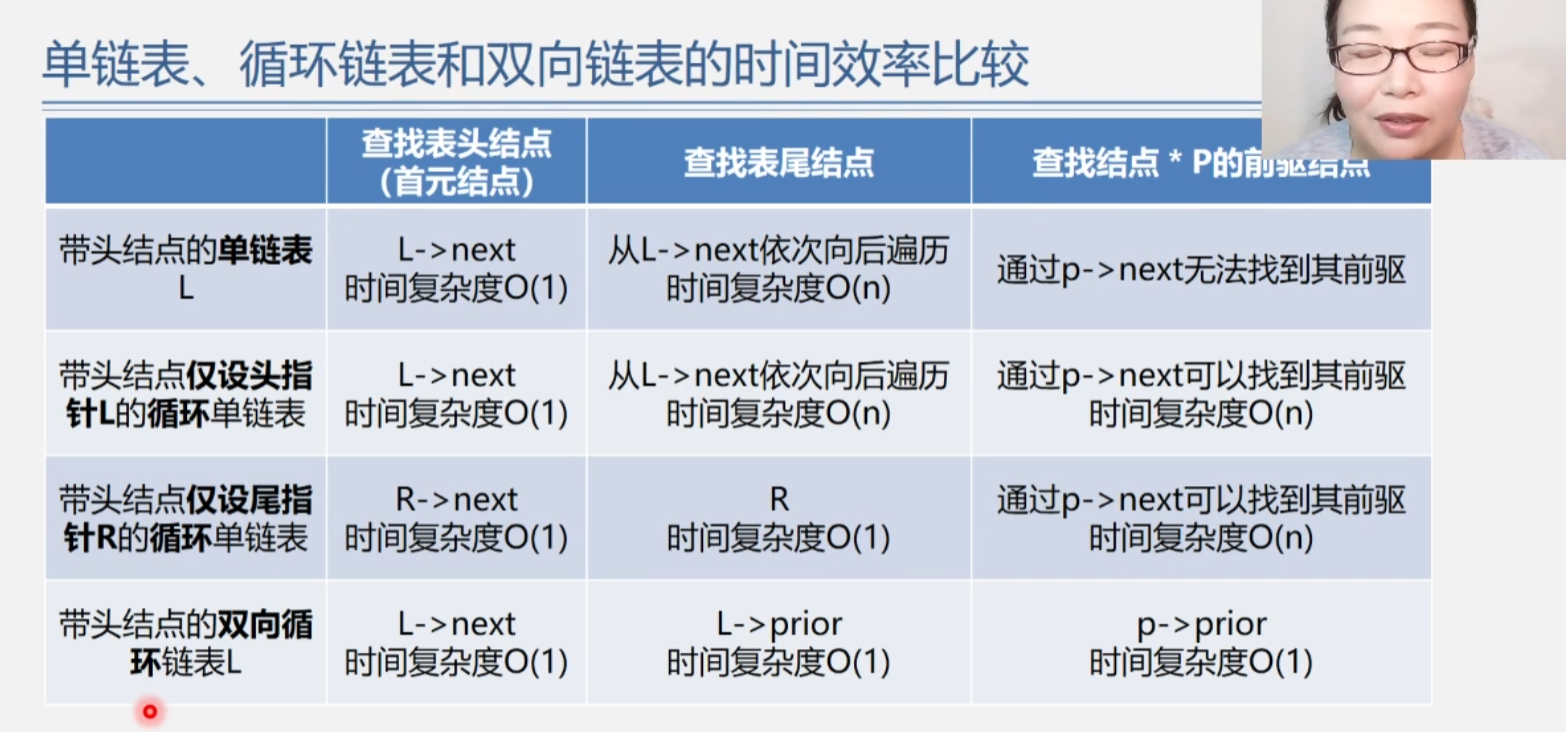 单链表、循环链表和双向链表的时间效率比较
查找表头结点
(首元结点)
查找表尾结点
查找结点 * P的前驱结点
带头结点的单链表
L
L->next
时间复杂度O(1)
从L->next依次向后遍历
时间复杂度O(n)
通过p->next无法找到其前驱
带头结点仅设头指
针L的循环单链表
L->next
时间复杂度O(1)
从L->next依次向后遍历
时间复杂度O(n)
通过p->next可以找到其前驱
时间复杂度O(n)
带头结点仅设尾指
针R的循环单链表
R->next
时间复杂度O(1)
R
时间复杂度O(1)
通过p->next可以找到其前驱
时间复杂度O(n)
带头结点的双向循
环链表L
L->next
时间复杂度O(1)
L->prior
时间复杂度O(1)
p->prior
时间复杂度O(1)